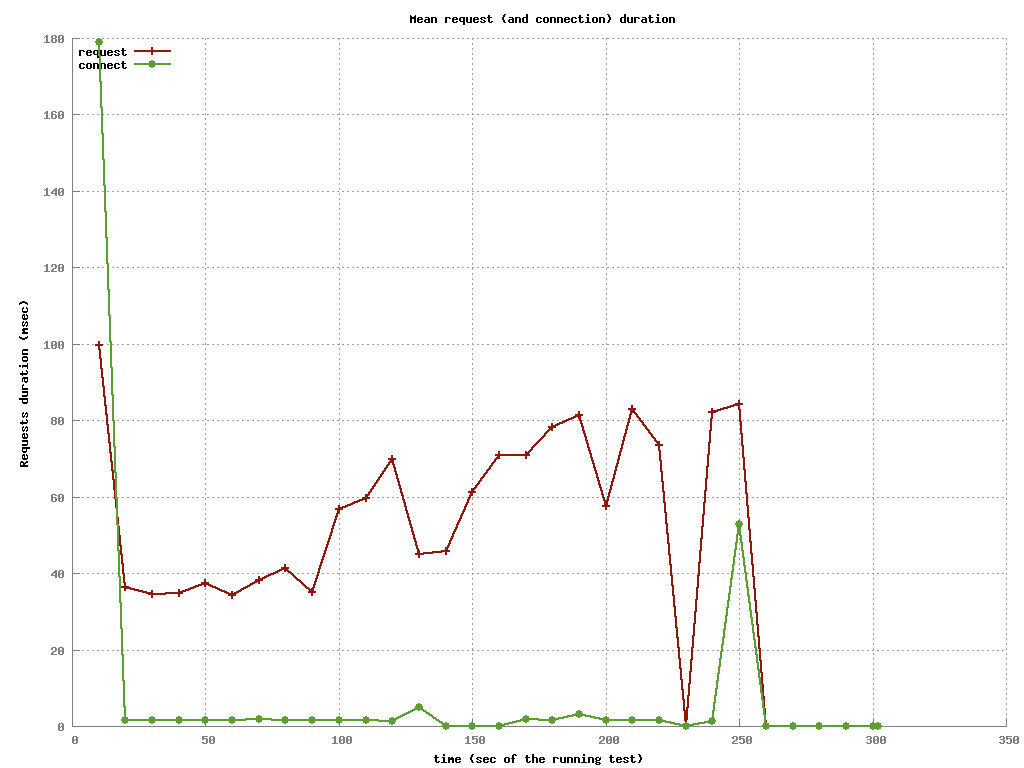 Mean request (and connection) duration
180
request
connect
160
140
120
100
80
60
40
20
0
0 50 100 150 200 250 300 350
Requests duration (msec)
time (sec of the running test)